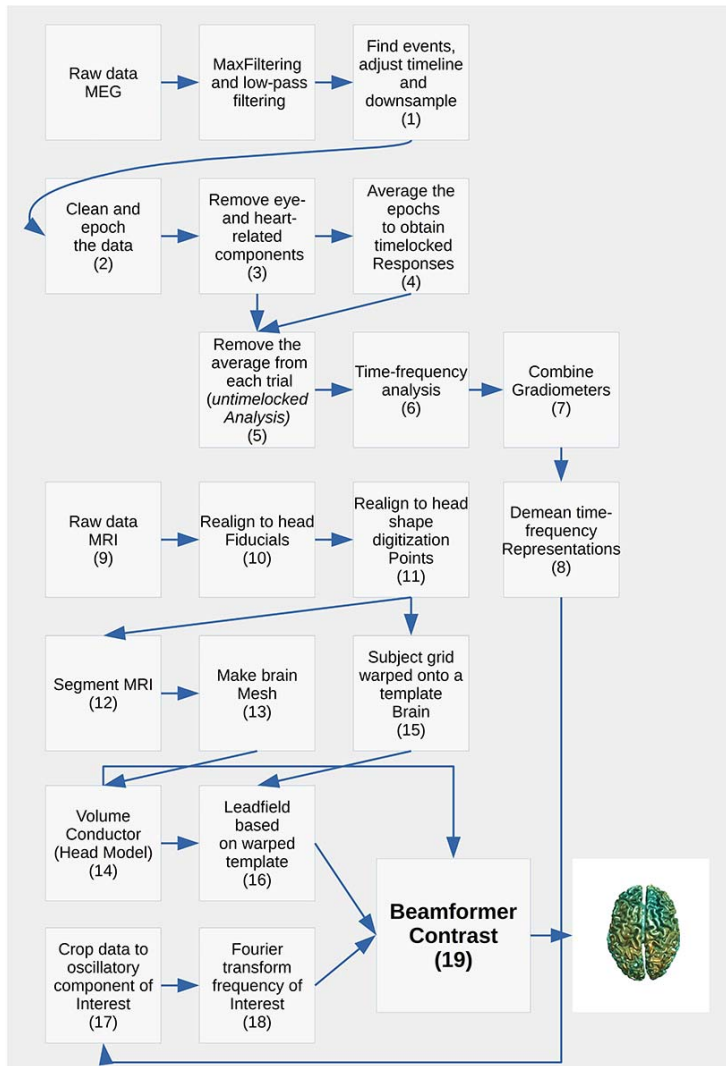 Raw data
MEG
MaxFiltering
and low-pass
filtering
Find events,
adjust timeline
and
downsample
(1)
Clean and
epoch
the data
(2)
Remove eye-
and heart-
related
components
(3)
Average the
epochs
to obtain
timelocked
Responses
(4)
Remove the
average from
each trial
(untimelocked
Analysis)
(5)
Time-frequency
analysis
(6)
Combine
Gradiometers
(7)
Raw data
MRI
(9)
Realign to head
Fiducials
(10)
Realign to head
shape
digitization
Points
(11)
Demean time-
frequency
Representations
(8)
Segment MRI
(12)
Make brain
Mesh
(13)
Subject grid
warped onto a
template
Brain
(15)
Volume
Conductor
(Head Model)
(14)
Leadfield
based
on warped
template
(16)
Beamformer
Contrast
(19)
Crop data to
oscillatory
component of
Interest
(17)
Fourier
transform
frequency of
Interest
(18)